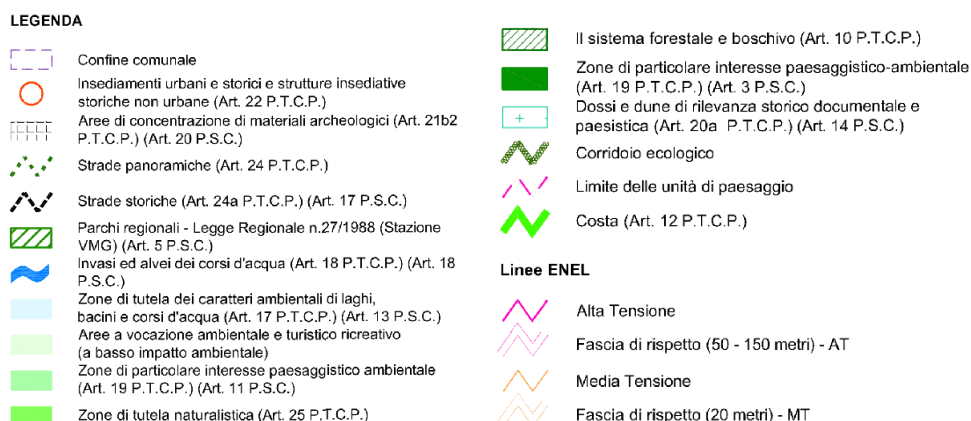 LEGENDA
Confine comunale
Insediamenti urbani e storici e strutture insediative
storiche non urbane (Art. 22 P.T.C.P.)
Aree di concentrazione di materiali archeologici (Art. 21b2
P.T.C.P.) (Art. 20 P.S.C.)
Strade panoramiche (Art. 24 P.T.C.P.)
Strade storiche (Art. 24a P.T.C.P.) (Art. 17 P.S.C.)
Parchi regionali - Legge Regionale n.27/1988 (Stazione
VMG) (Art. 5 P.S.C.)
Invasi ed alvei dei corsi d'acqua (Art. 18 P.T.C.P.) (Art. 18
P.S.C.)
Zone di tutela dei caratteri ambientali di laghi,
bacini e corsi d'acqua (Art. 17 P.T.C.P.) (Art. 13 P.S.C.)
Aree a vocazione ambientale e turistico ricreativo
(a basso impatto ambientale)
Zone di particolare interesse paesaggistico ambientale
(Art. 19 P.T.C.P.) (Art. 11 P.S.C.)
Zone di tutela naturalistica (Art. 25 P.T.C.P.)
Il sistema forestale e boschivo (Art. 10 P.T.C.P.)
Zone di particolare interesse paesaggistico-ambientale
(Art. 19 P.T.C.P.) (Art. 3 P.S.C.)
Dossi e dune di rilevanza storico documentale e
paesistica (Art. 20a P.T.C.P.) (Art. 14 P.S.C.)
Corridoio ecologico
Limite delle unità di paesaggio
Costa (Art. 12 P.T.C.P.)
Linee ENEL
Alta Tensione
Fascia di rispetto (50 - 150 metri) - AT
Media Tensione
Fascia di rispetto (20 metri) - MT